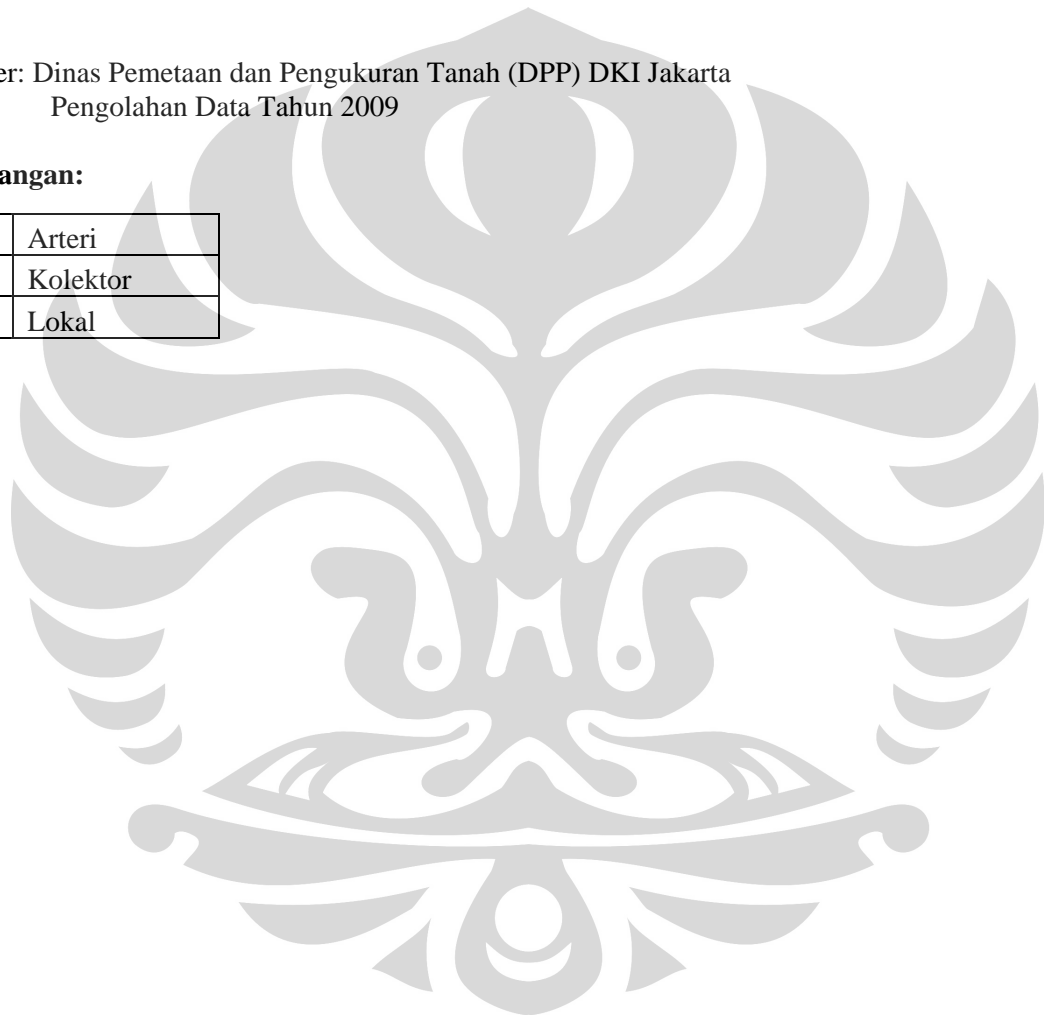 er: Dinas Pemetaan dan Pengukuran Tanah (DPP) DKI Jakarta
Pengolahan Data Tahun 2009
angan:
Arteri
Kolektor
Lokal